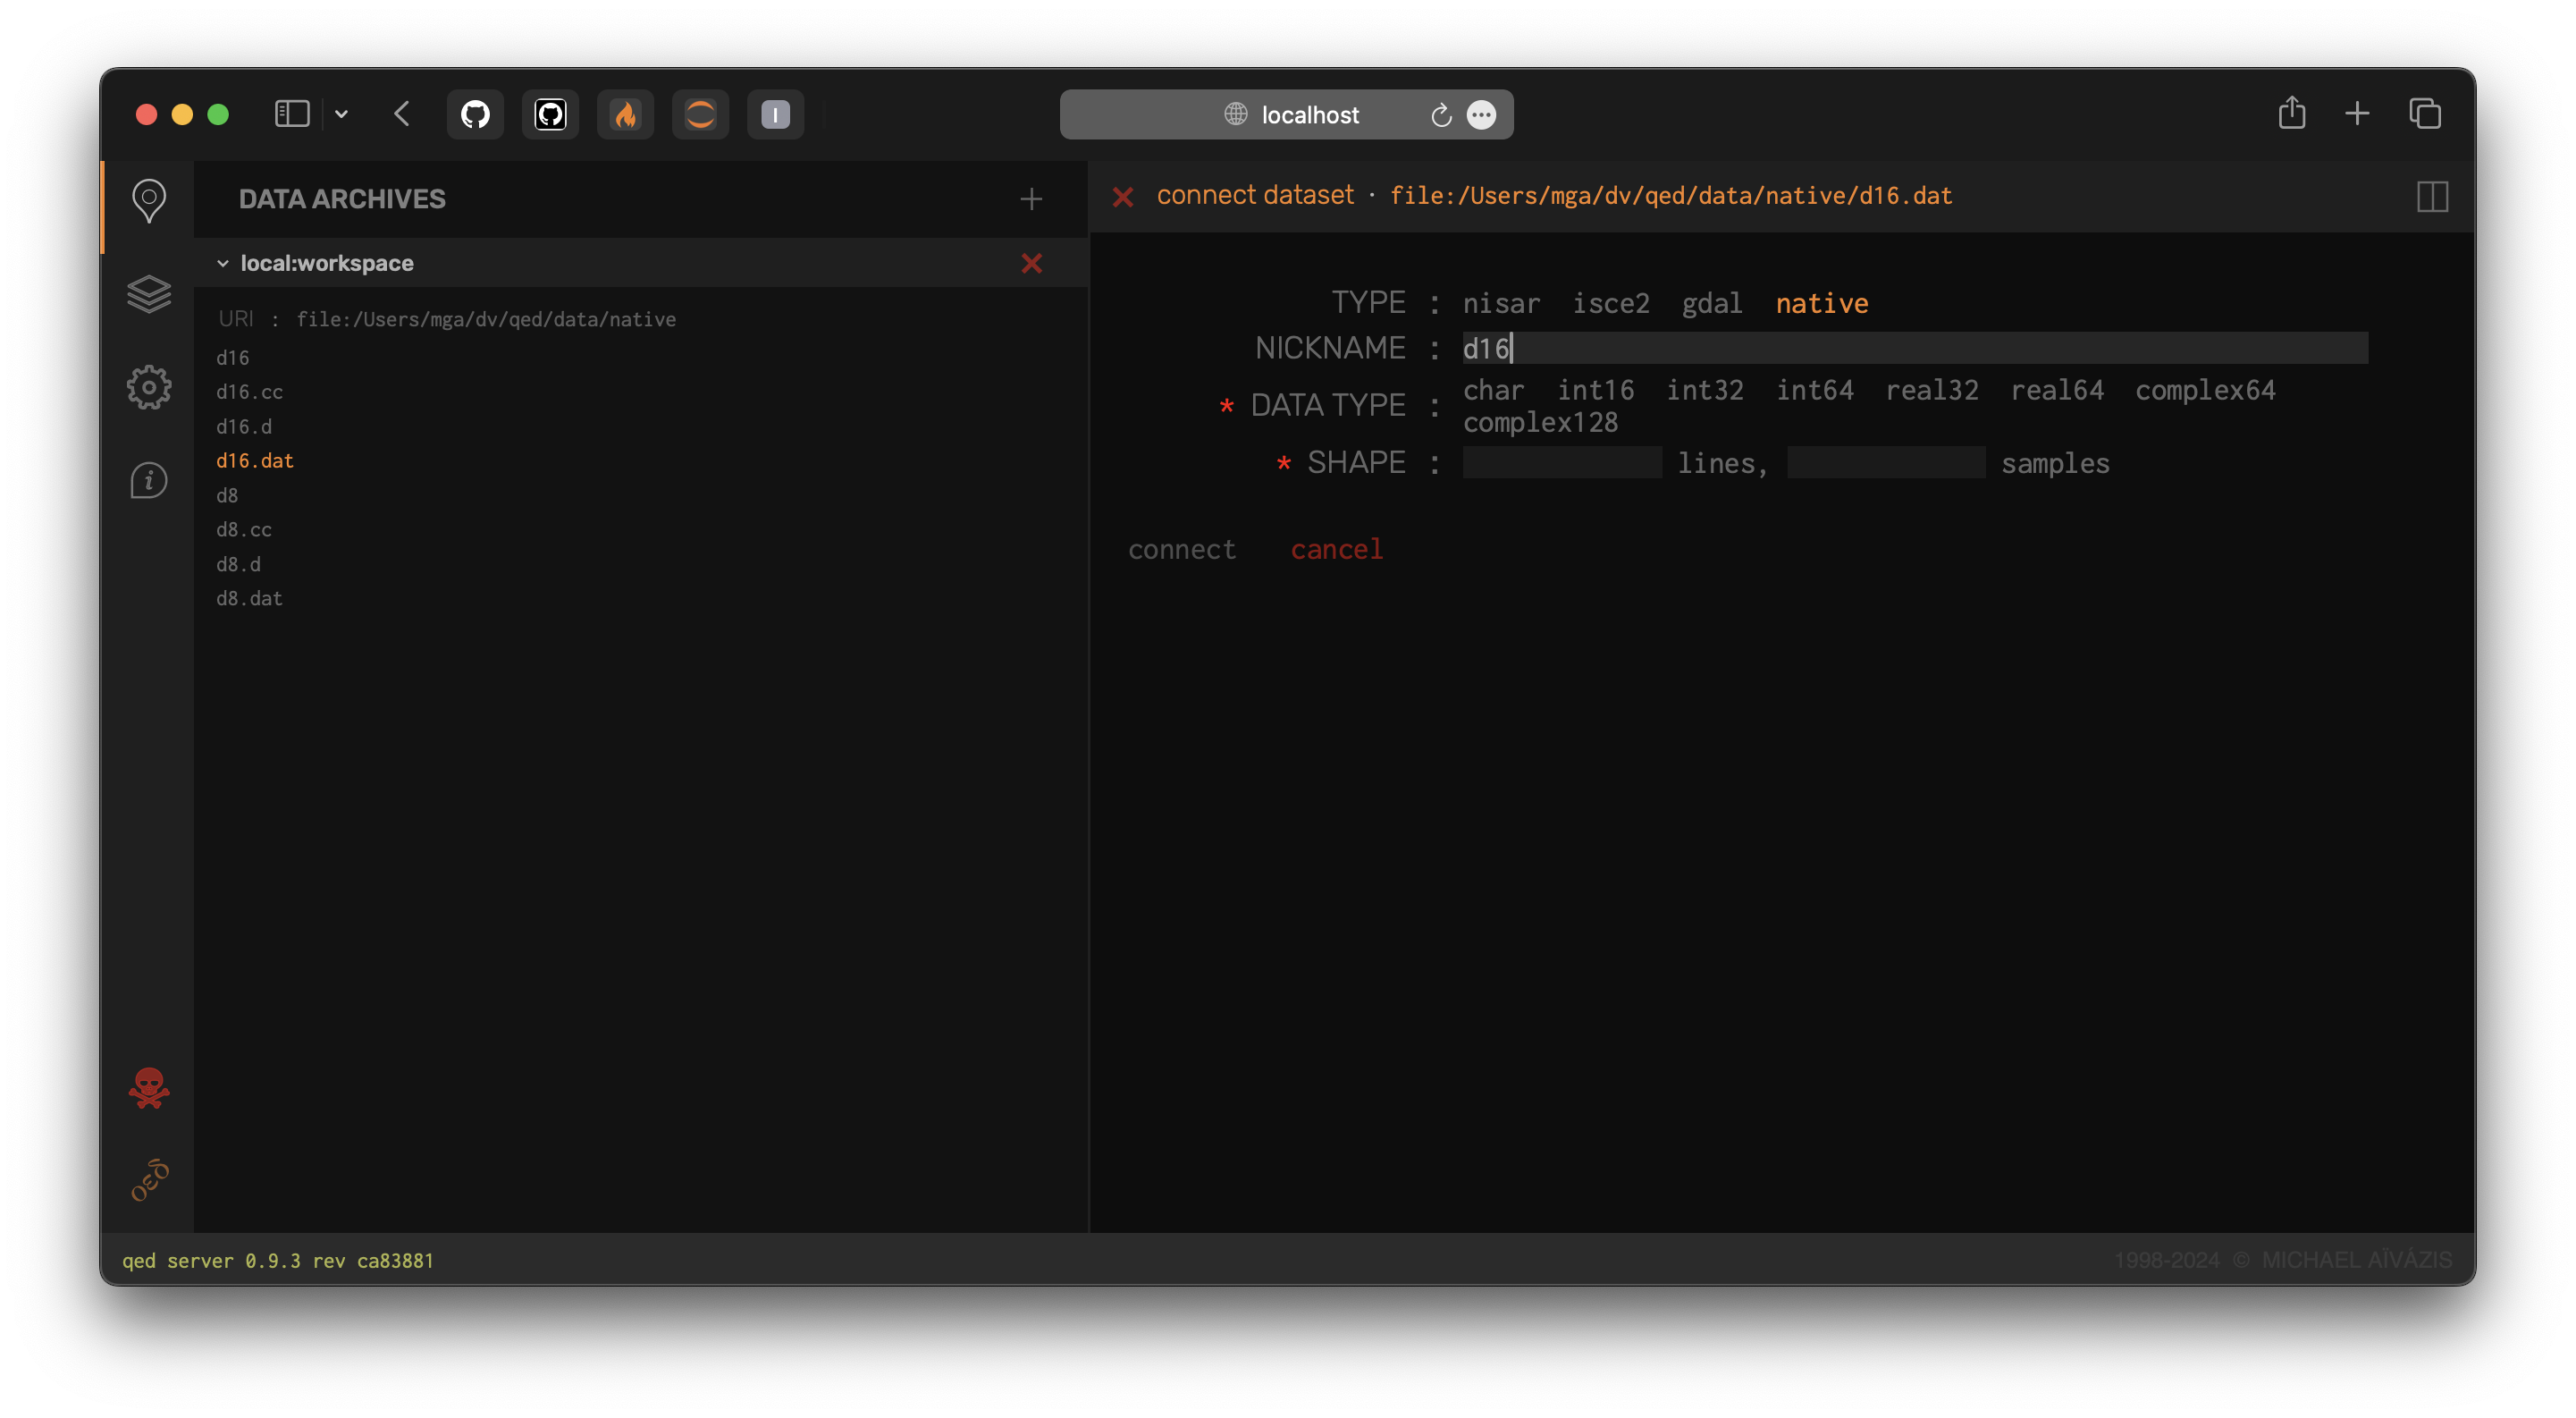 localhost
DATA ARCHIVES
local:workspace
URI : file:/Users/mga/dv/qed/data/native
d16
d16.cc
d16.d
d16.dat
d8
d8.cc
d8.d
d8.dat
connect dataset · file:/Users/mga/dv/qed/data/native/d16.dat
TYPE : nisar isce2 gdal native
NICKNAME : d16
* DATA TYPE : char int16 int32 int64 real32 real64 complex64
complex128
* SHAPE : lines, samples
connect cancel
qed server 0.9.3 rev ca83881
1998-2024 © MICHAEL AÏVÁZIS